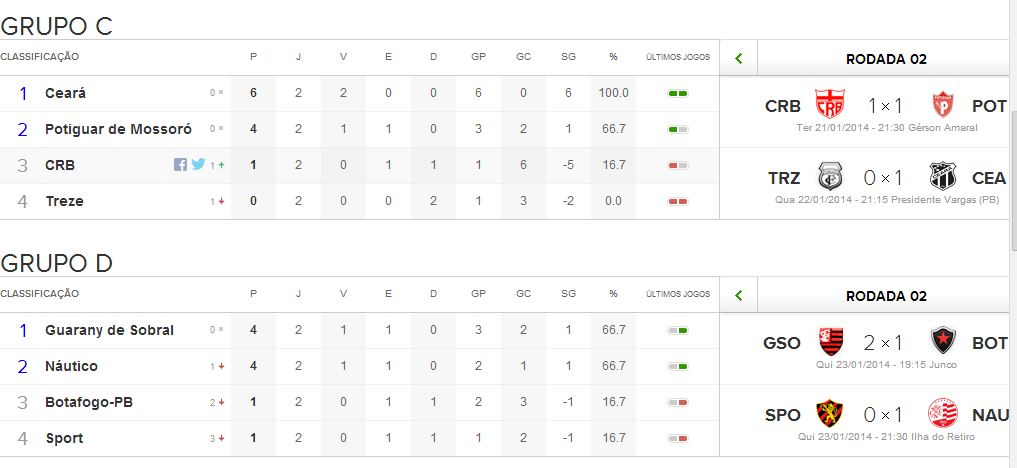 GRUPO C
CLASSIFICAÇÃO P J V E D GP GC SG % ÚLTIMOS JOGOS
1 Ceará 0 6 2 2 0 0 6 0 6 100.0
2 Potiguar de Mossoró 0 4 2 1 1 0 3 2 1 66.7
3 CRB 1 1 2 0 1 1 1 6 -5 16.7
4 Treze 1 0 2 0 0 2 1 3 -2 0.0
RODADA 02
CRB 1 × 1 POT
Ter 21/01/2014 - 21:30 Gérson Amaral
TRZ 0 × 1 CEA
Qua 22/01/2014 - 21:15 Presidente Vargas (PB)
GRUPO D
CLASSIFICAÇÃO P J V E D GP GC SG % ÚLTIMOS JOGOS
1 Guarany de Sobral 0 4 2 1 1 0 3 2 1 66.7
2 Náutico 1 4 2 1 1 0 2 1 1 66.7
3 Botafogo-PB 2 1 2 0 1 1 2 3 -1 16.7
4 Sport 3 1 2 0 1 1 1 2 -1 16.7
RODADA 02
GSO 2 × 1 BOT
Qui 23/01/2014 - 19:15 Junco
SPO 0 × 1 NAU
Qui 23/01/2014 - 21:30 Ilha do Retiro